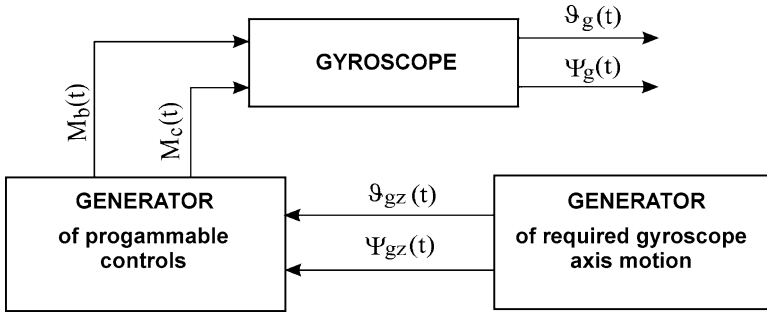 ϑg(t)
GYROSCOPE
Ψg(t)
Mb(t)
Mc(t)
GENERATOR
of progammable
controls
ϑgz(t)
Ψgz(t)
GENERATOR
of required gyroscope
axis motion